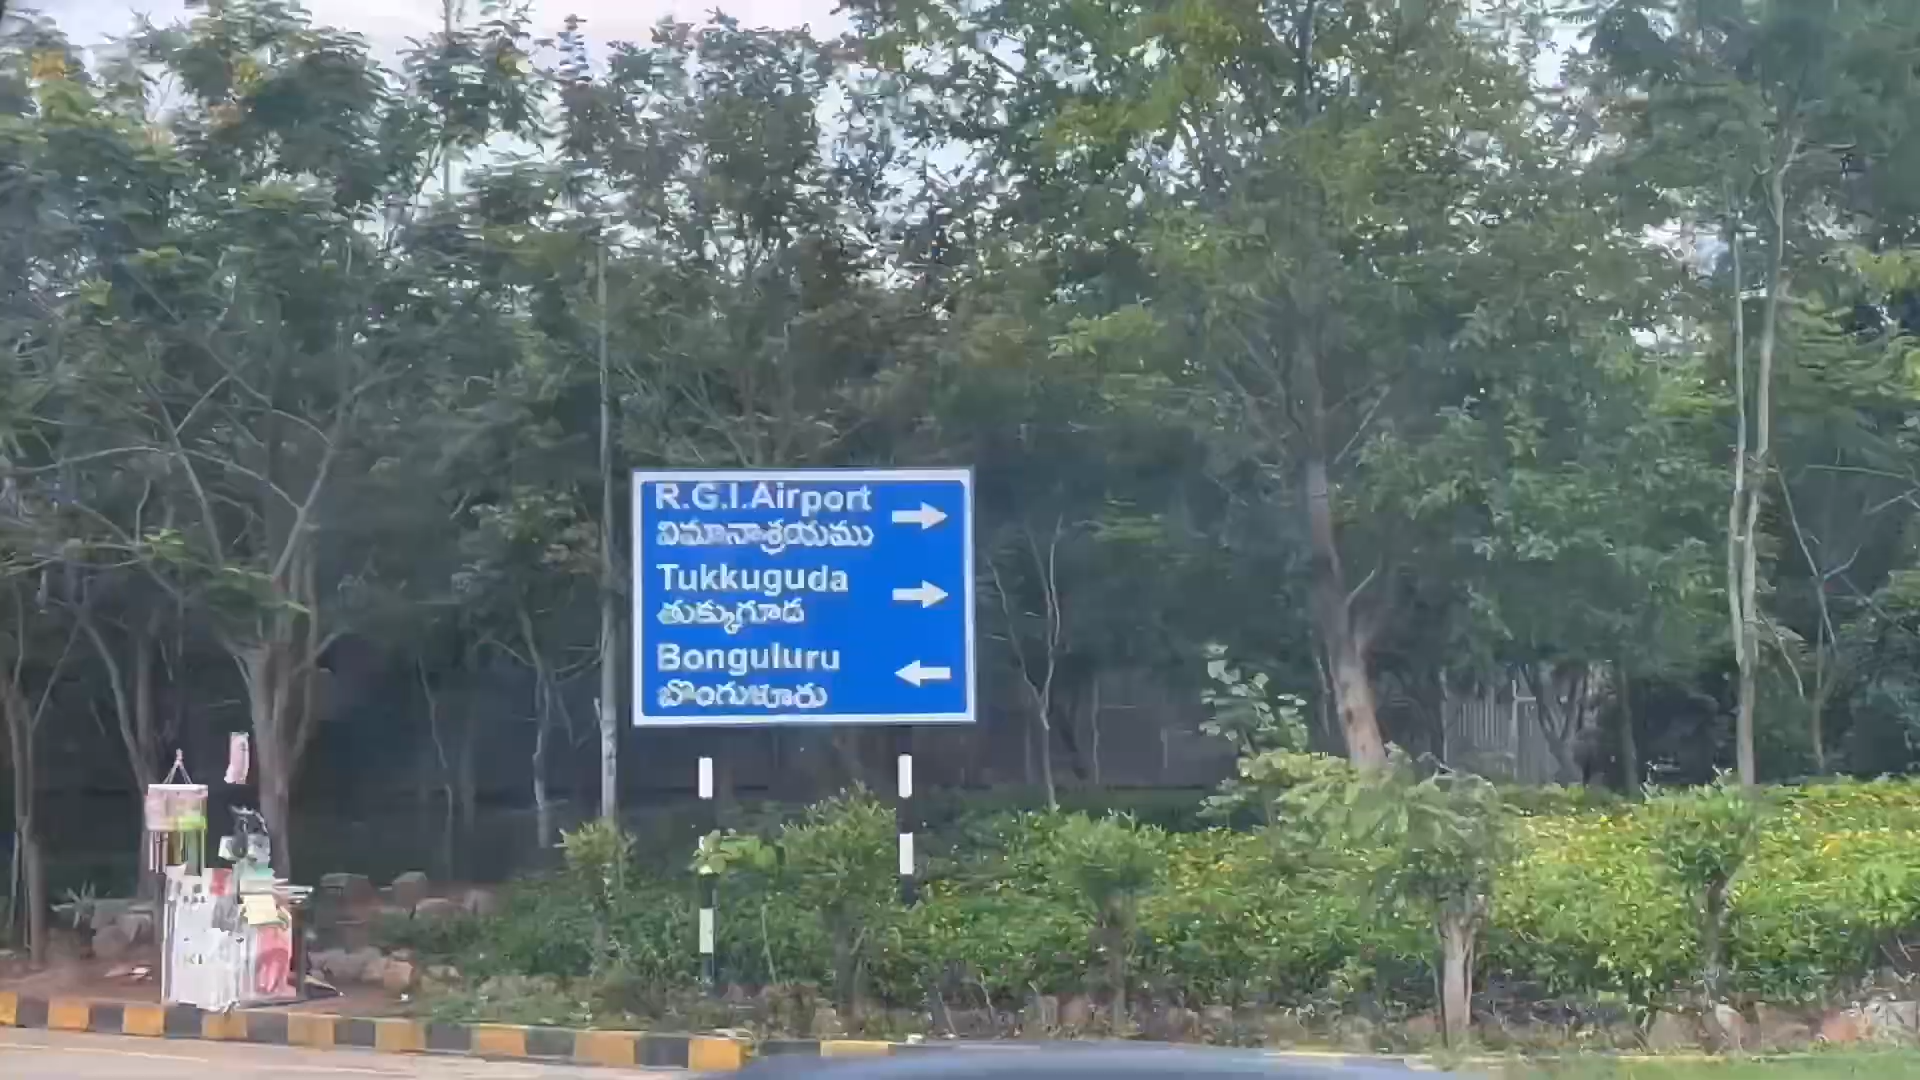 R.G.I.Airport
విమానాశ్రయము
Tukkuguda
తుక్కుగూడ
Bonguluru
బొంగుళూరు